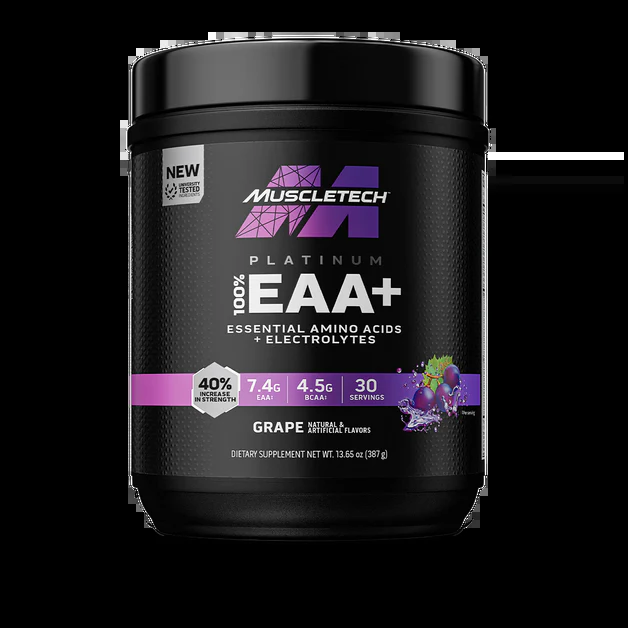 NEW
UNIVERSITY
TESTED
INGREDIENTS
MUSCLETECH
PLATINUM
100%
EAA+
ESSENTIAL AMINO ACIDS
+ ELECTROLYTES
40%
INCREASE
IN STRENGTH
7.4G
EAA‡
4.5G
BCAA‡
30
SERVINGS
GRAPE NATURAL &
ARTIFICIAL FLAVORS
DIETARY SUPPLEMENT NET WT. 13.65 oz (387 g)